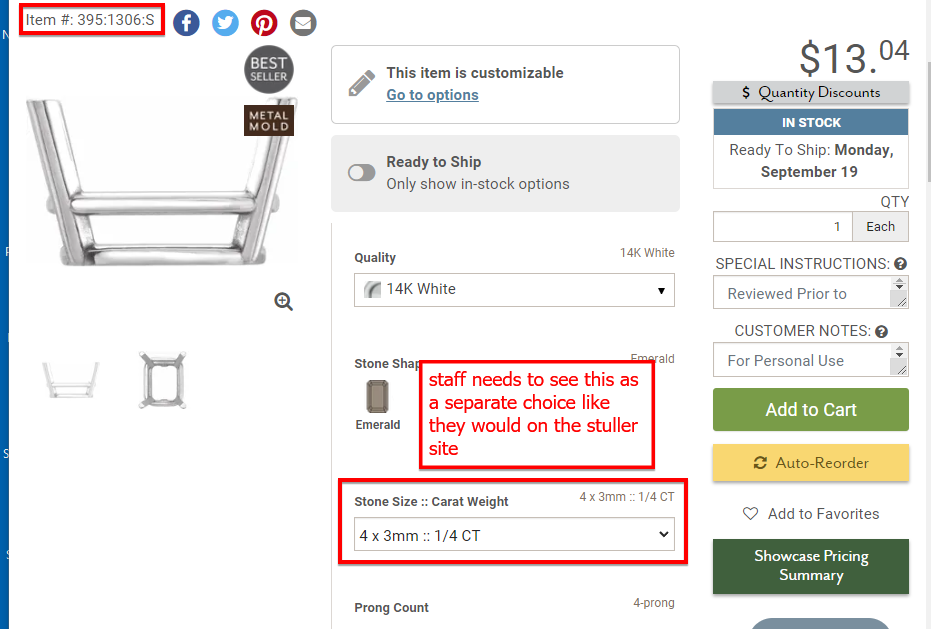 Item #: 395:1306:S
BEST
SELLER
METAL
MOLD
This item is customizable
Go to options
Ready to Ship
Only show in-stock options
Quality
14K White
14K White
Stone Shap
Emerald
Emerald
staff needs to see this as
a separate choice like
they would on the stuller
site
Stone Size :: Carat Weight
4 x 3mm :: 1/4 CT
4 x 3mm :: 1/4 CT
Prong Count
4-prong
$13.04
$ Quantity Discounts
IN STOCK
Ready To Ship: Monday,
September 19
QTY
1
Each
SPECIAL INSTRUCTIONS:
Reviewed Prior to
CUSTOMER NOTES:
For Personal Use
Add to Cart
Auto-Reorder
Add to Favorites
Showcase Pricing
Summary